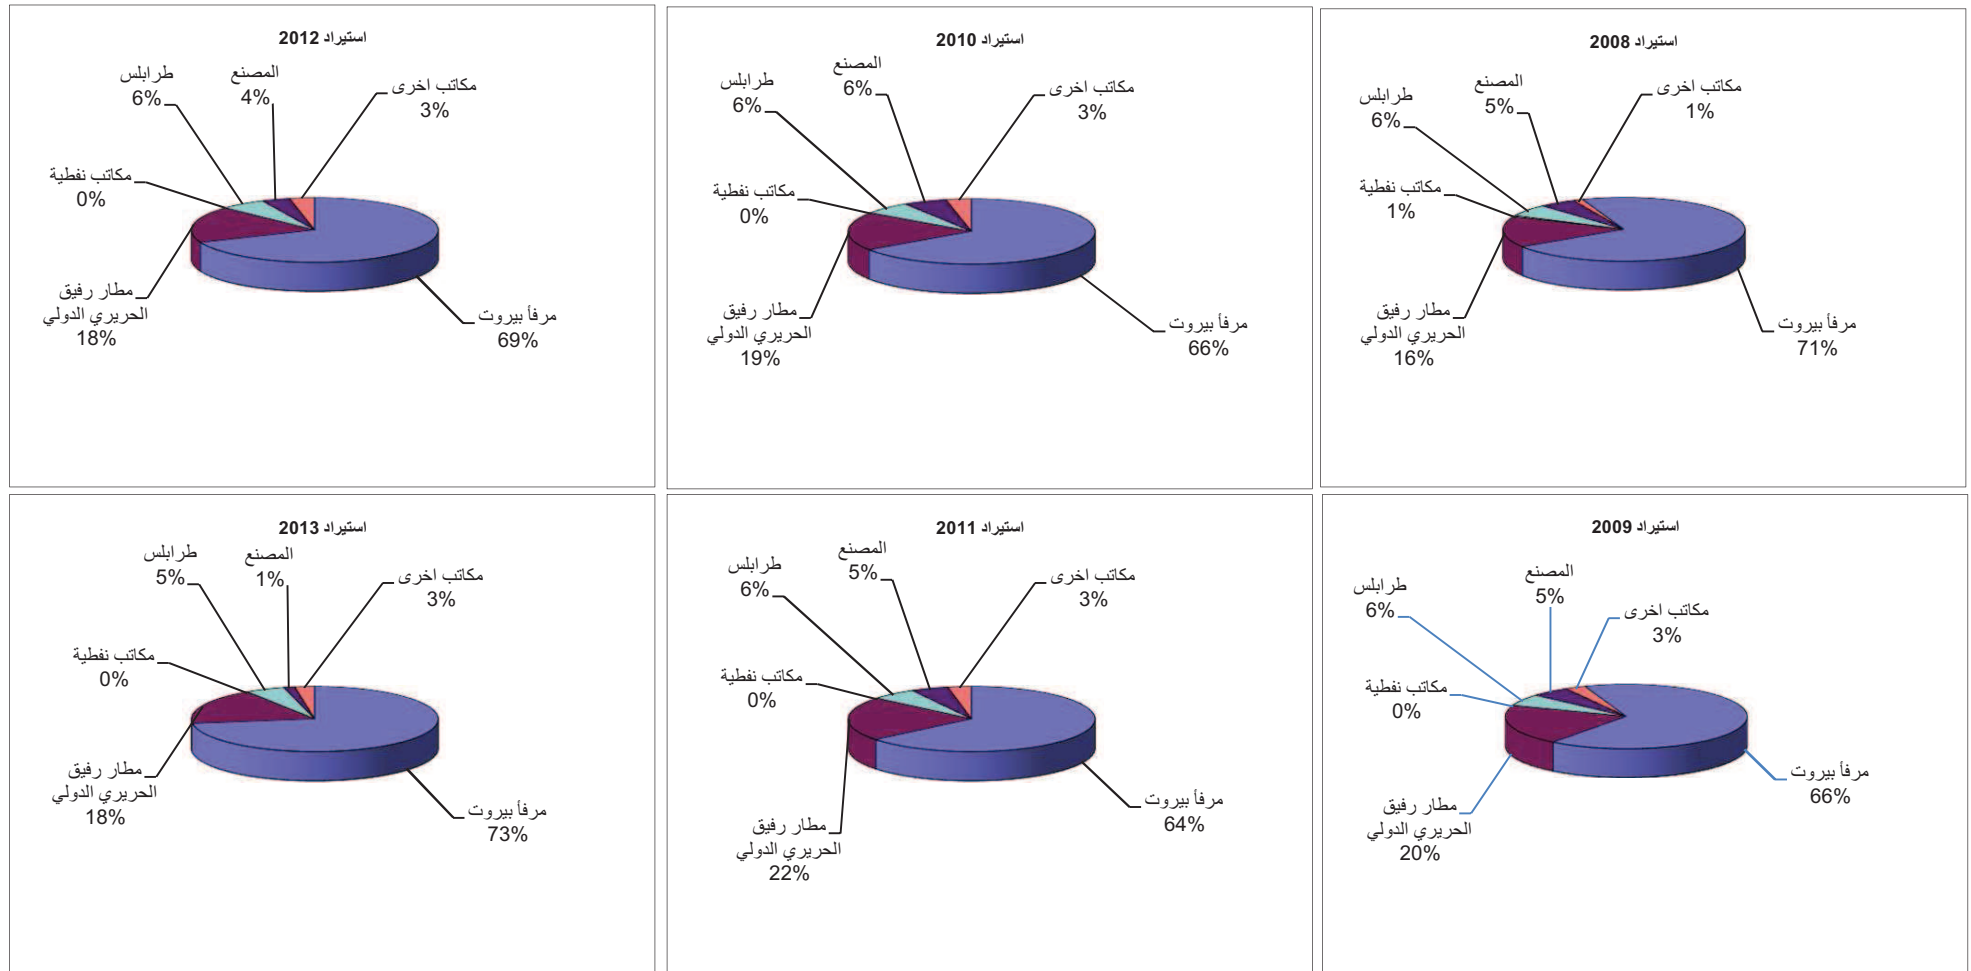 استيراد 2008
مكاتب اخرى
1%
المصنع
5%
طرابلس
6%
مكاتب نفطية
1%
مطار رفيق
الحريري الدولي
16%
مرفأ بيروت
71%
استيراد 2010
مكاتب اخرى
3%
المصنع
6%
طرابلس
6%
مكاتب نفطية
0%
مطار رفيق
الحريري الدولي
19%
مرفأ بيروت
66%
استيراد 2012
مكاتب اخرى
3%
المصنع
4%
طرابلس
6%
مكاتب نفطية
0%
مطار رفيق
الحريري الدولي
18%
مرفأ بيروت
69%
استيراد 2009
مكاتب اخرى
3%
المصنع
5%
طرابلس
6%
مكاتب نفطية
0%
مطار رفيق
الحريري الدولي
20%
مرفأ بيروت
66%
استيراد 2011
مكاتب اخرى
3%
المصنع
5%
طرابلس
6%
مكاتب نفطية
0%
مطار رفيق
الحريري الدولي
22%
مرفأ بيروت
64%
استيراد 2013
مكاتب اخرى
3%
المصنع
1%
طرابلس
5%
مكاتب نفطية
0%
مطار رفيق
الحريري الدولي
18%
مرفأ بيروت
73%